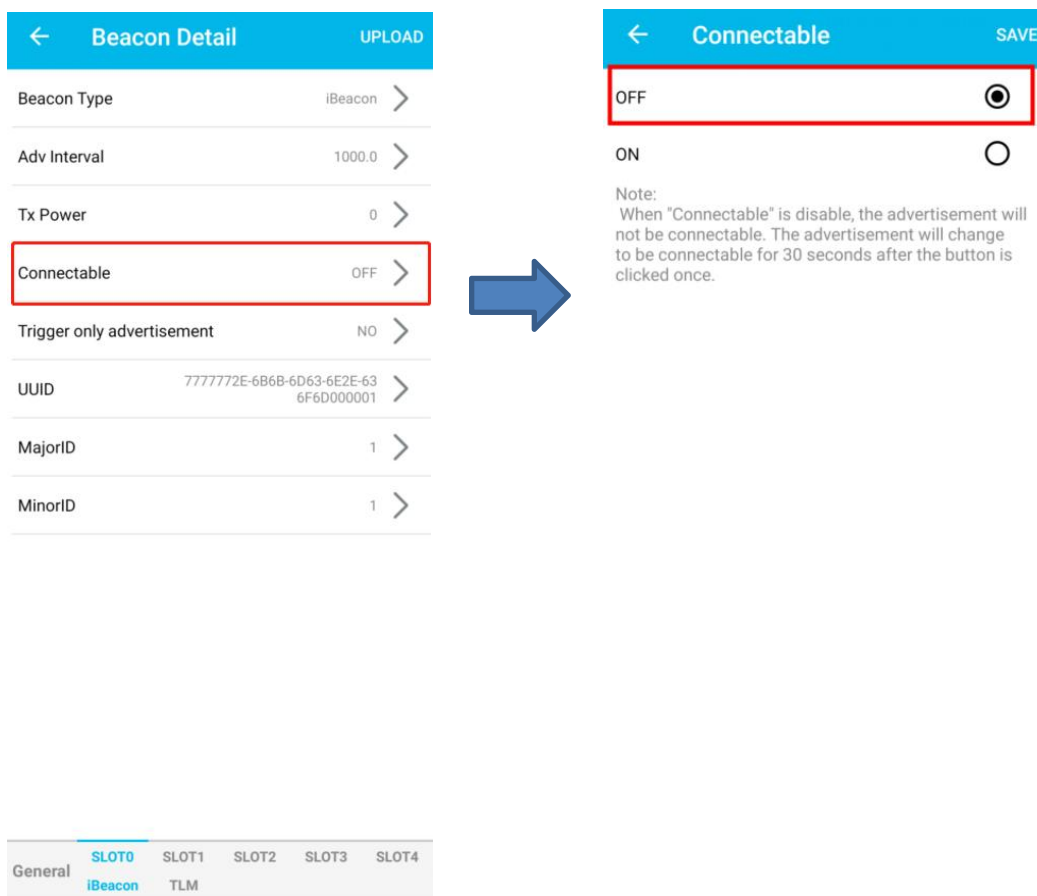 Beacon Detail UPLOAD
Beacon Type iBeacon
Adv Interval 1000.0
Tx Power 0
Connectable OFF
Trigger only advertisement NO
UUID 7777772E-6B6B-6D63-6E2E-63
6F6D000001
MajorID 1
MinorID 1
General
SLOT0 SLOT1 SLOT2 SLOT3 SLOT4
iBeacon TLM
Connectable SAVE
OFF
ON
Note:
When "Connectable" is disable, the advertisement will
not be connectable. The advertisement will change
to be connectable for 30 seconds after the button is
clicked once.